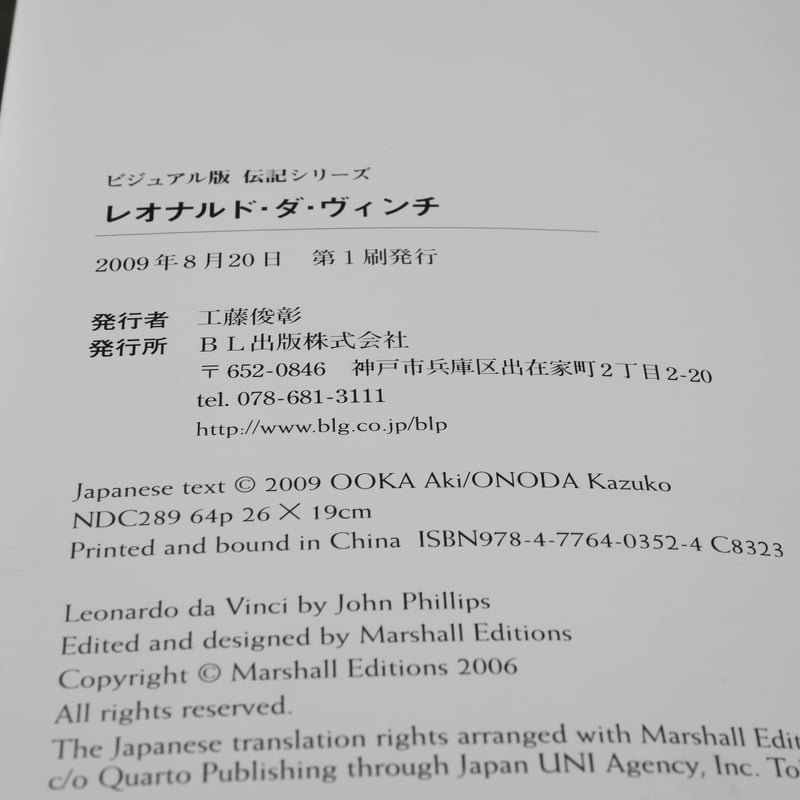 ビジュアル版 伝記シリーズ
レオナルド・ダ・ヴィンチ
2009年8月20日　第1刷発行
発行者　工藤俊彰
発行所　BL出版株式会社
〒652-0846　神戸市兵庫区出在家町2丁目2-20
tel. 078-681-3111
http://www.blg.co.jp/blp
Japanese text © 2009 OOKA Aki/ONODA Kazuko
NDC289 64p 26×19cm
Printed and bound in China ISBN978-4-7764-0352-4 C8323
Leonardo da Vinci by John Phillips
Edited and designed by Marshall Editions
Copyright © Marshall Editions 2006
All rights reserved.
The Japanese translation rights arranged with Marshall Edit
c/o Quarto Publishing through Japan UNI Agency, Inc. To